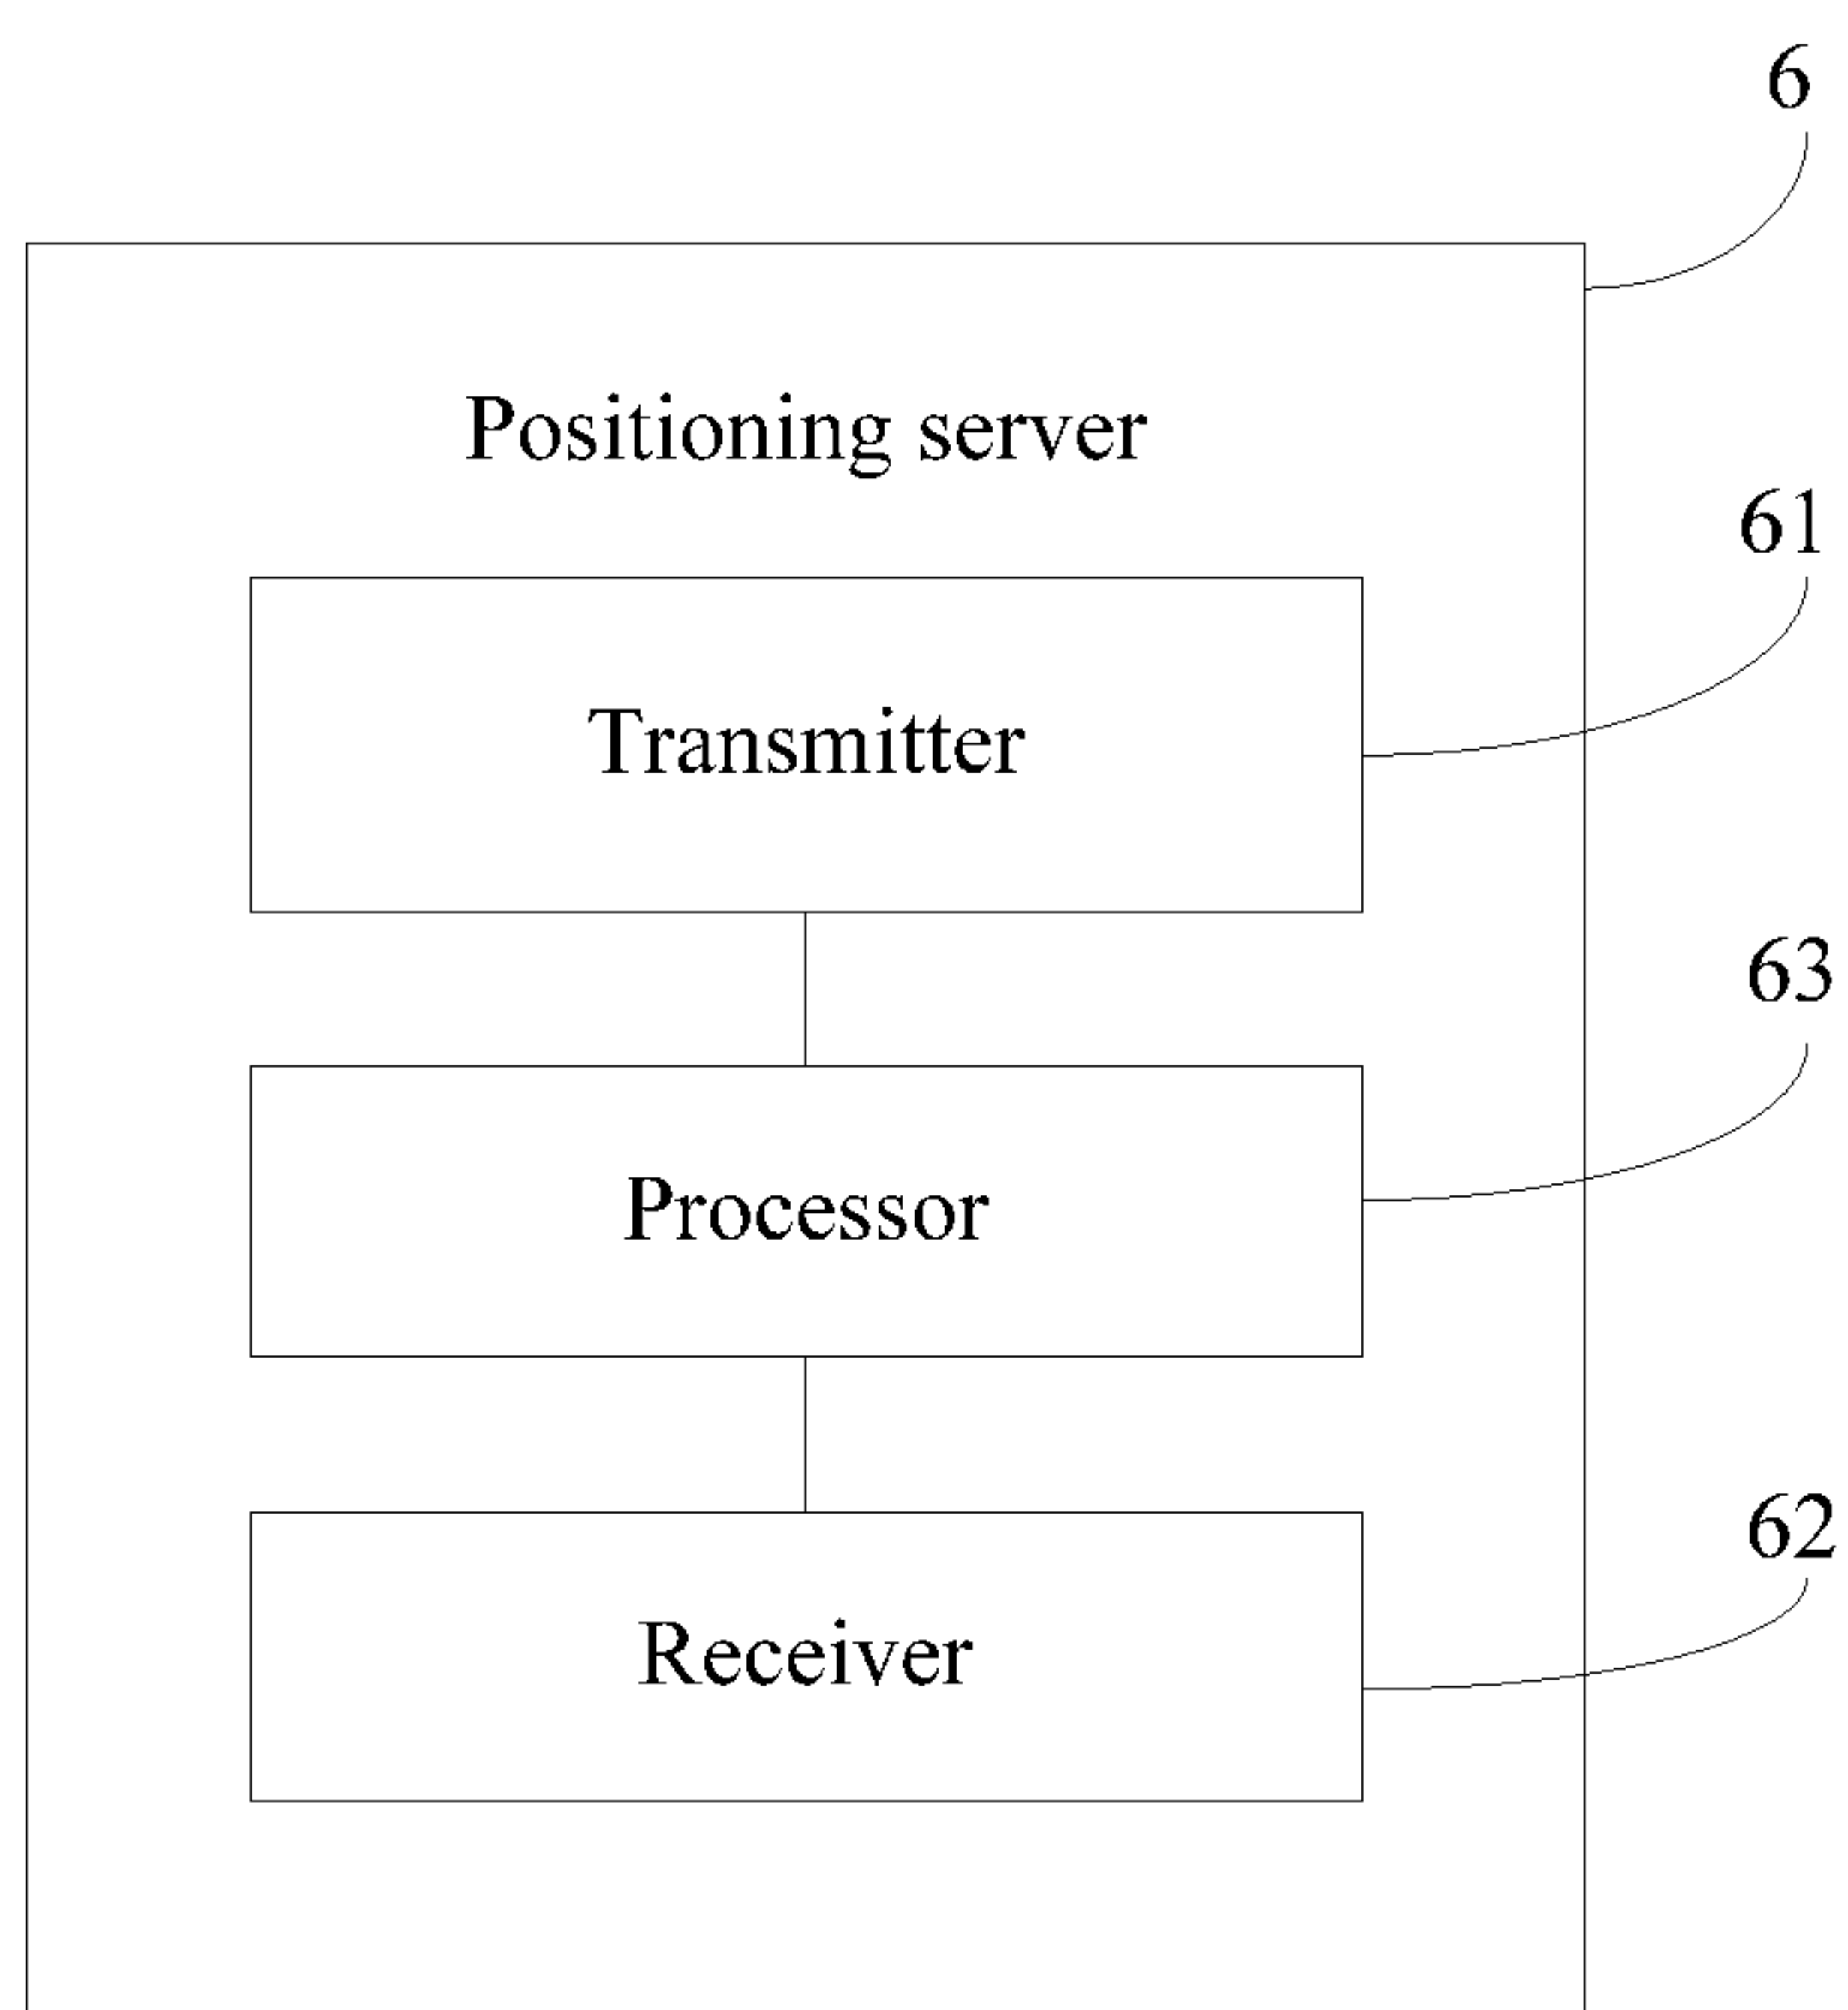 6
Positioning server
61
Transmitter
63
Processor
62
Receiver